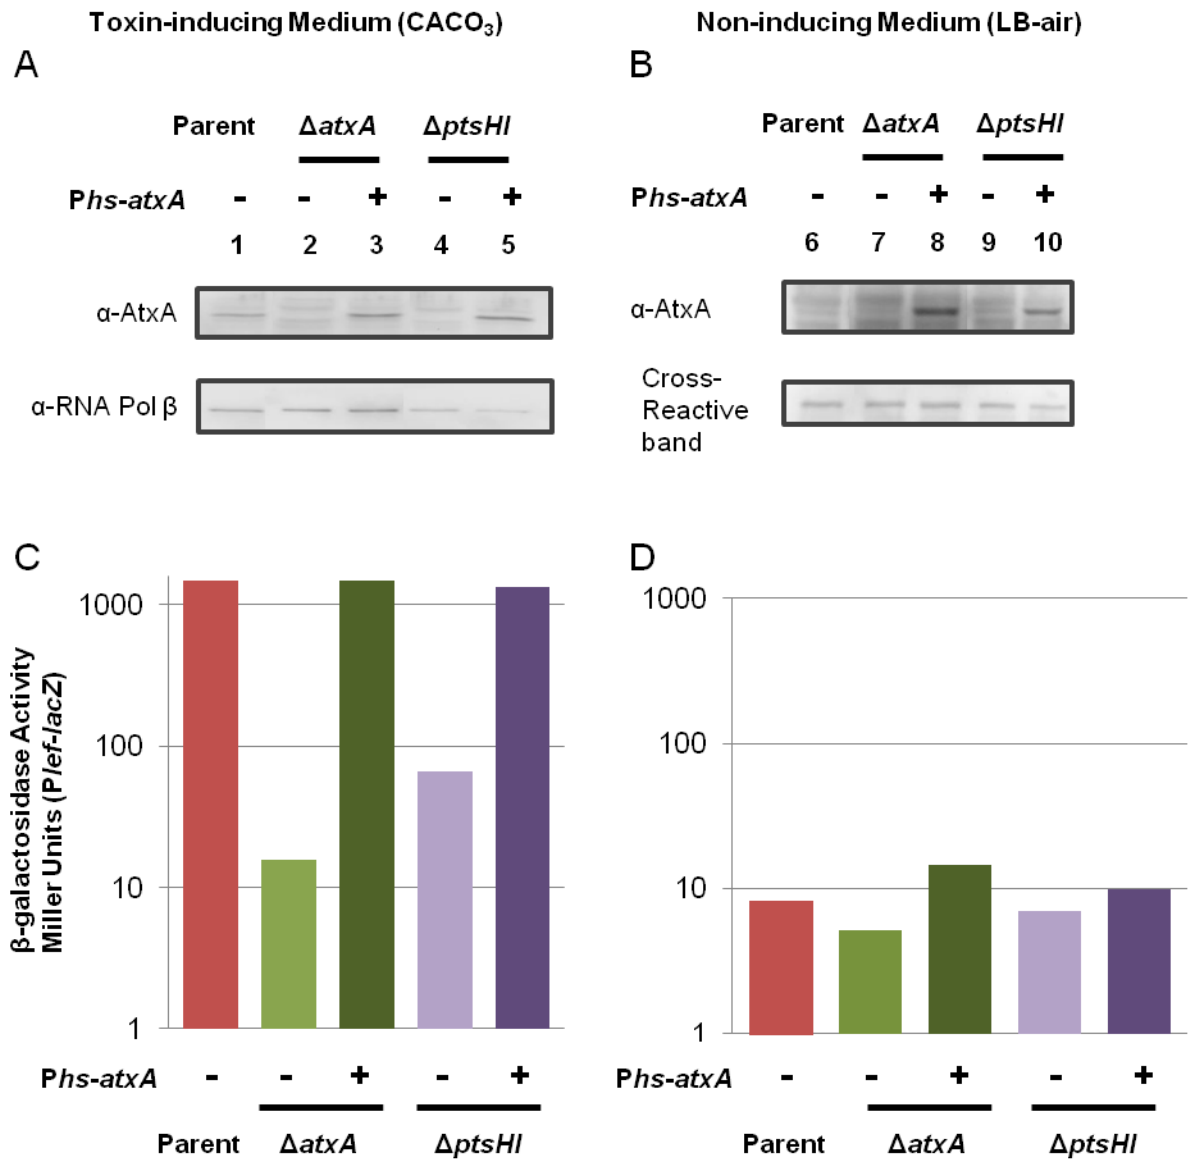 Toxin-inducing Medium (CACO₃)
Non-inducing Medium (LB-air)
A
Parent ΔatxA ΔptsHI
Phs-atxA - - + - +
1 2 3 4 5
α-AtxA
α-RNA Pol β
B
Parent ΔatxA ΔptsHI
Phs-atxA - - + - +
6 7 8 9 10
α-AtxA
Cross-
Reactive
band
C
β-galactosidase Activity
Miller Units (Plef-lacZ)
1000
100
10
1
Phs-atxA - - + - +
Parent ΔatxA ΔptsHI
D
1000
100
10
1
Phs-atxA - - + - +
Parent ΔatxA ΔptsHI